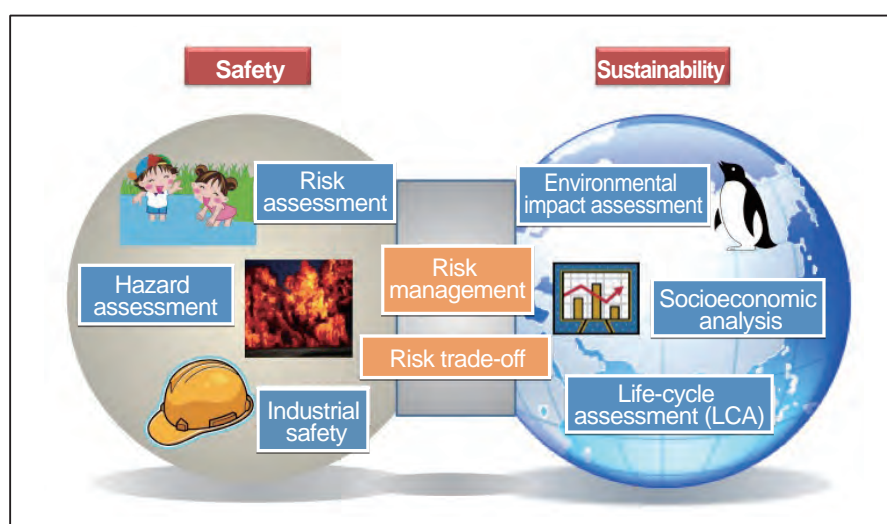 Safety
Sustainability
Risk
assessment
Environmental
impact assessment
Hazard
assessment
Risk
management
Socioeconomic
analysis
Risk trade-off
Industrial
safety
Life-cycle
assessment (LCA)